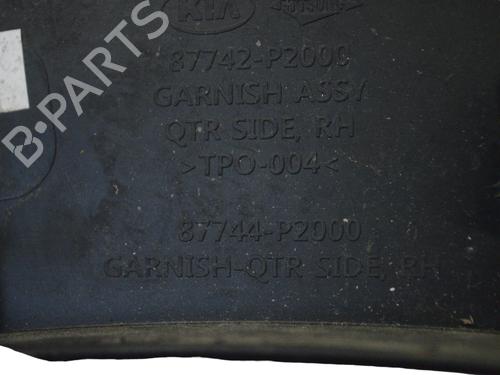 KIA
87742-P2000
GARNISH ASSY
QTR SIDE, RH
>TPO-004<
87744-P2000
GARNISH-QTR SIDE, RH
B-PARTS